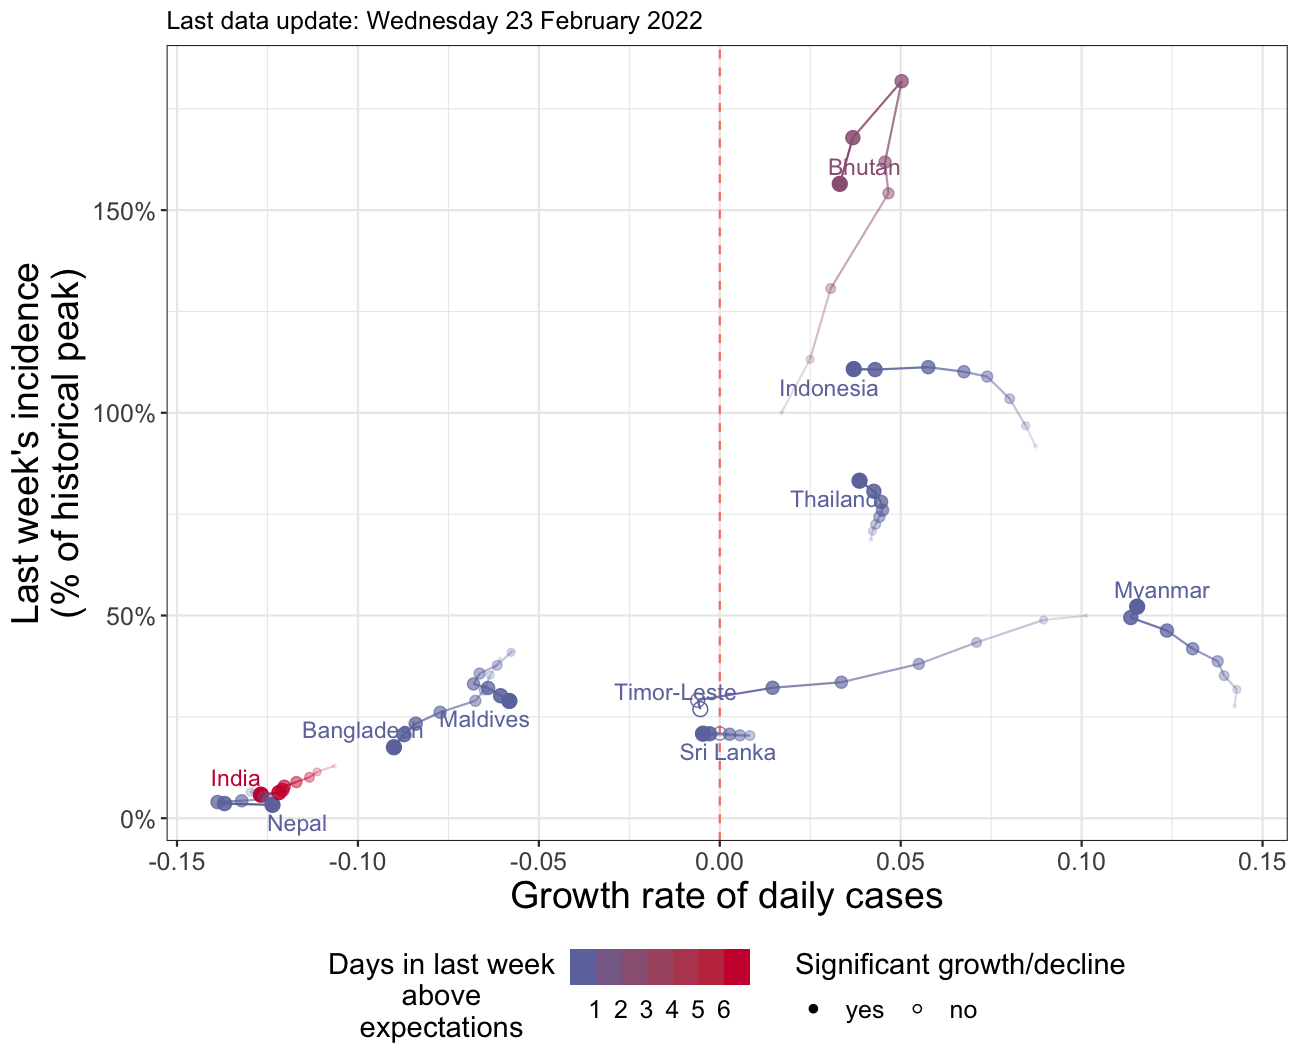 Last data update: Wednesday 23 February 2022
Last week's incidence
(% of historical peak)
150%
100%
50%
0%
Bhutan
Indonesia
Thailand
Myanmar
Timor-Leste
Maldives
Bangladesh
Sri Lanka
India
Nepal
-0.15 -0.10 -0.05 0.00 0.05 0.10 0.15
Growth rate of daily cases
Days in last week
above
expectations
1 2 3 4 5 6
Significant growth/decline
yes no